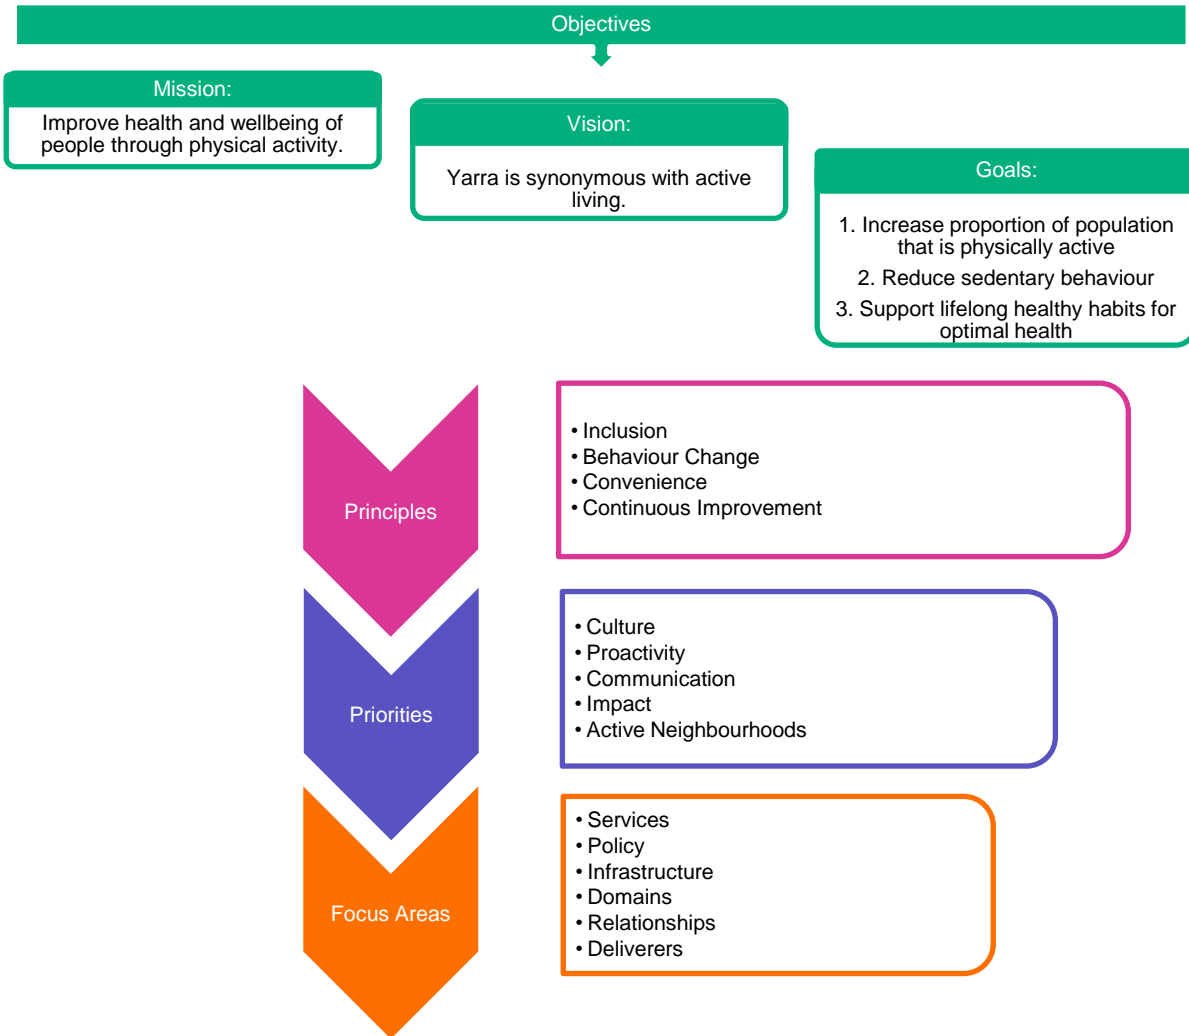 Objectives
Mission:
Improve health and wellbeing of
people through physical activity.
Vision:
Yarra is synonymous with active
living.
Goals:
1. Increase proportion of population
that is physically active
2. Reduce sedentary behaviour
3. Support lifelong healthy habits for
optimal health
Principles
• Inclusion
• Behaviour Change
• Convenience
• Continuous Improvement
Priorities
• Culture
• Proactivity
• Communication
• Impact
• Active Neighbourhoods
Focus Areas
• Services
• Policy
• Infrastructure
• Domains
• Relationships
• Deliverers